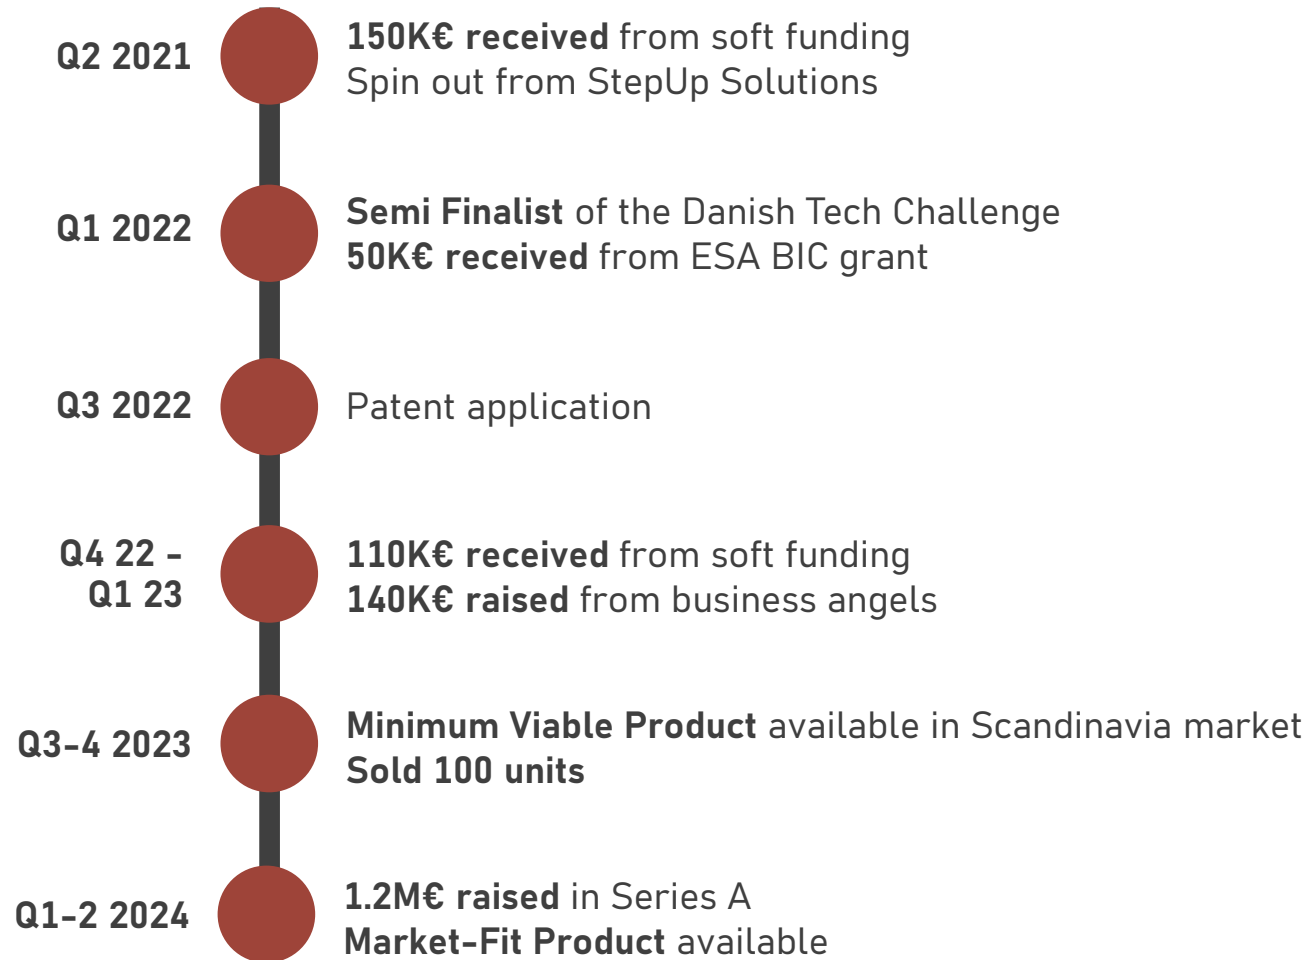 Q2 2021
150K€ received from soft funding
Spin out from StepUp Solutions
Q1 2022
Semi Finalist of the Danish Tech Challenge
50K€ received from ESA BIC grant
Q3 2022
Patent application
Q4 22 -
Q1 23
110K€ received from soft funding
140K€ raised from business angels
Q3-4 2023
Minimum Viable Product available in Scandinavia market
Sold 100 units
Q1-2 2024
1.2M€ raised in Series A
Market-Fit Product available